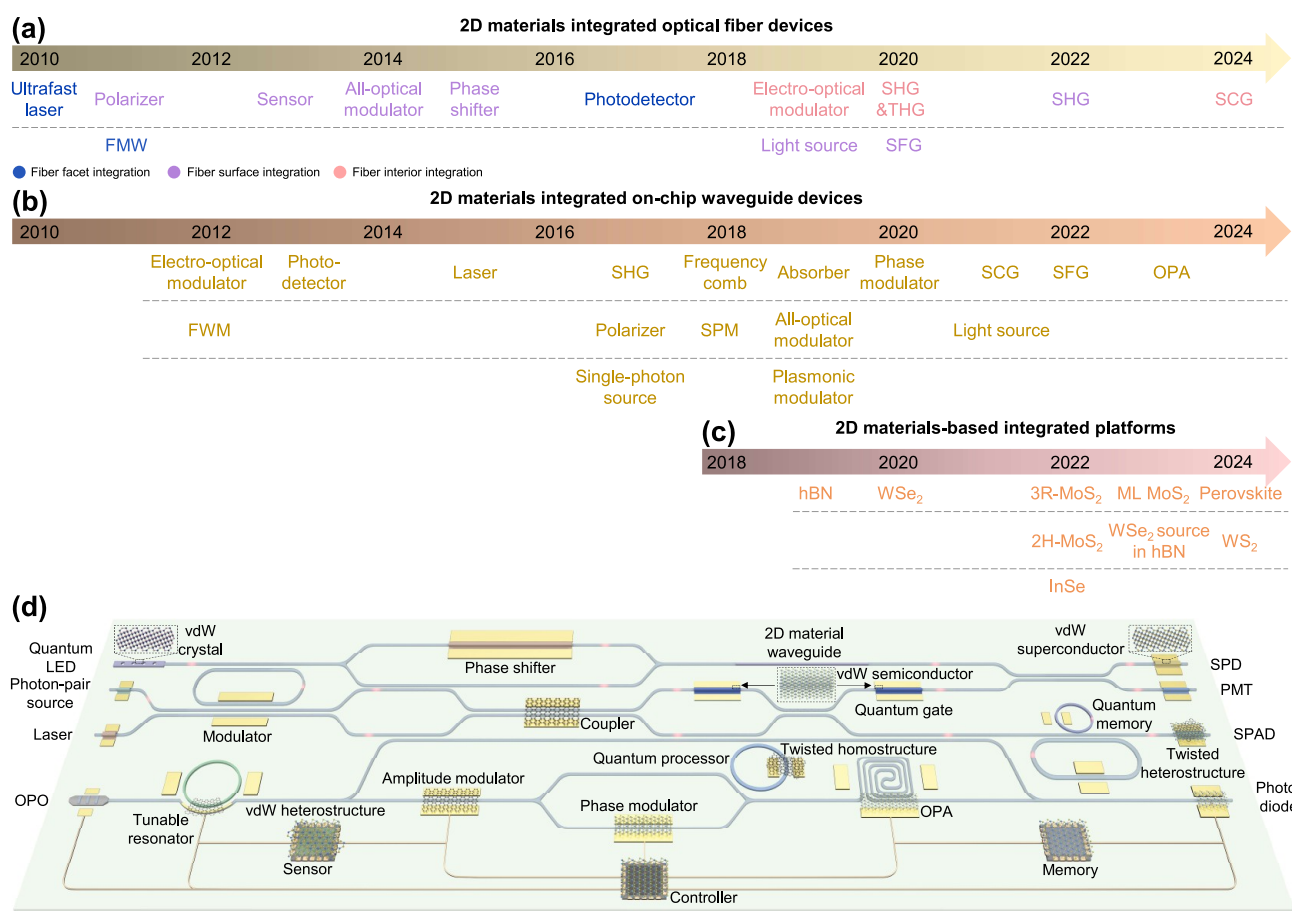 (a)
2D materials integrated optical fiber devices
2010 2012 2014 2016 2018 2020 2022 2024
Ultrafast laser
Polarizer
Sensor
All-optical modulator
Phase shifter
Photodetector
Electro-optical modulator
SHG &THG
SHG
SCG
FMW
Light source
SFG
Fiber facet integration
Fiber surface integration
Fiber interior integration
(b)
2D materials integrated on-chip waveguide devices
2010 2012 2014 2016 2018 2020 2022 2024
Electro-optical modulator
Photo-detector
Laser
SHG
Frequency comb
Absorber
Phase modulator
SCG
SFG
OPA
FWM
Polarizer
SPM
All-optical modulator
Light source
Single-photon source
Plasmonic modulator
(c)
2D materials-based integrated platforms
2018 2020 2022 2024
hBN
WSe₂
3R-MoS₂
ML MoS₂
Perovskite
2H-MoS₂
WSe₂ source in hBN
WS₂
InSe
(d)
Quantum LED
vdW crystal
Phase shifter
2D material waveguide
vdW superconductor
SPD
Photon-pair source
vdW semiconductor
PMT
Laser
Modulator
Coupler
Quantum gate
Quantum memory
SPAD
OPO
Tunable resonator
vdW heterostructure
Amplitude modulator
Quantum processor
Twisted homostructure
Twisted heterostructure
Phase modulator
OPA
Photo diode
Sensor
Controller
Memory